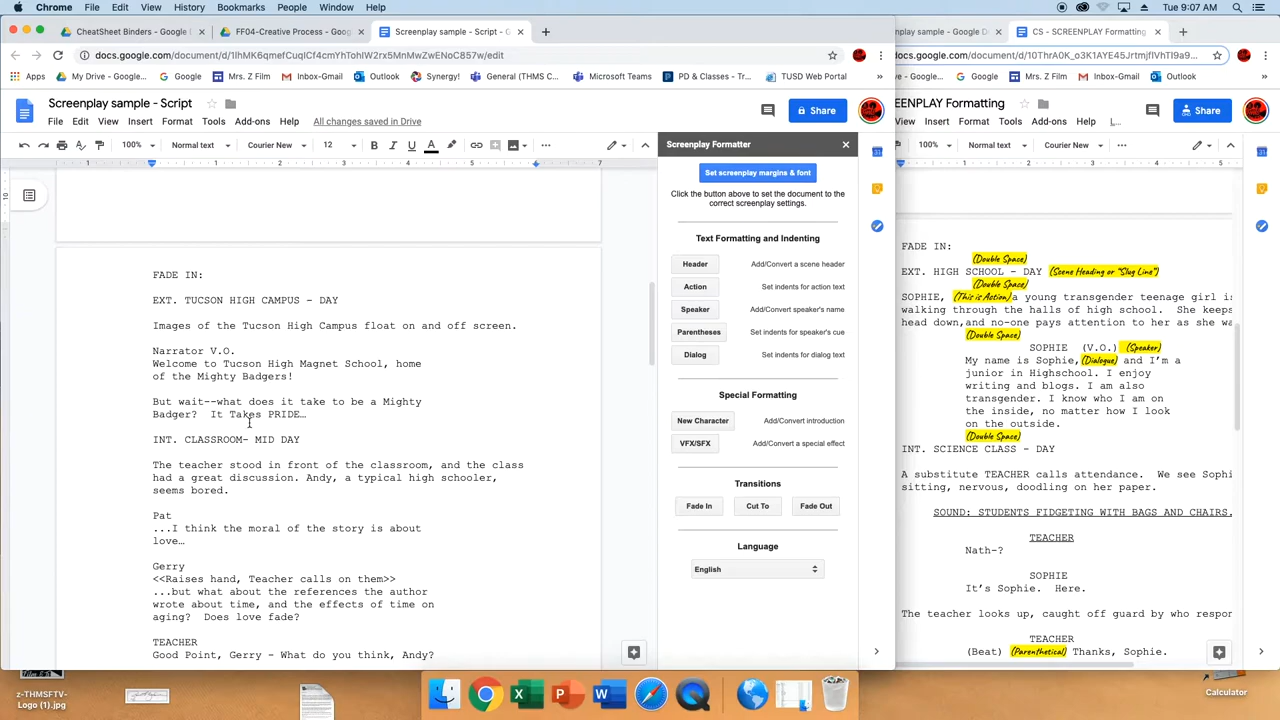 Chrome File Edit View History Bookmarks People Window Help
Tue 9:07 AM
CheatSheet Binders - Google
FF04-Creative Process - Goog
Screenplay sample - Script - G
docs.google.com/document/d/1lhMK6qmefCuqICf4cmYhTohIW2rx5MnMwZwENoC857w/edit
Apps My Drive - Google... Google Mrs. Z Film Inbox-Gmail Outlook Synergy! General (THMS C... Microsoft Teams PD & Classes - Tr... TUSD Web Portal
Screenplay sample - Script
File Edit View Insert Format Tools Add-ons Help All changes saved in Drive
Share
100% Normal text Courier New 12
FADE IN:
EXT. TUCSON HIGH CAMPUS - DAY
Images of the Tucson High Campus float on and off screen.
Narrator V.O.
Welcome to Tucson High Magnet School, home
of the Mighty Badgers!
But wait--what does it take to be a Mighty
Badger? It Takes PRIDE…
INT. CLASSROOM- MID DAY
The teacher stood in front of the classroom, and the class
had a great discussion. Andy, a typical high schooler,
seems bored.
Pat
...I think the moral of the story is about
love…
Gerry
<<Raises hand, Teacher calls on them>>
...but what about the references the author
wrote about time, and the effects of time on
aging? Does love fade?
TEACHER
Good Point, Gerry - What do you think, Andy?
Screenplay Formatter
Set screenplay margins & font
Click the button above to set the document to the
correct screenplay settings.
Text Formatting and Indenting
Header Add/Convert a scene header
Action Set indents for action text
Speaker Add/Convert speaker's name
Parentheses Set indents for speaker's cue
Dialog Set indents for dialog text
Special Formatting
New Character Add/Convert introduction
VFX/SFX Add/Convert a special effect
Transitions
Fade In Cut To Fade Out
Language
English
nple Work - Google D
CS - SCREENPLAY Formatting
docs.google.com/document/d/10ThrA0K_o3K1AYE45JrtmjfIVhTI9a9...
- Google... Google Mrs. Z Film Inbox-Gmail Outlook
EENPLAY Formatting
View Insert Format Tools Add-ons Help L...
Share
100% Normal text Courier New
FADE IN:
(Double Space)
EXT. HIGH SCHOOL - DAY (Scene Heading or "Slug Line")
(Double Space)
SOPHIE, (This is Action) a young transgender teenage girl is
walking through the halls of high school. She keeps
head down,and no-one pays attention to her as she wa
(Double Space)
SOPHIE (V.O.) (Speaker)
My name is Sophie,(Dialogue) and I'm a
junior in Highschool. I enjoy
writing and blogs. I am also
transgender. I know who I am on
the inside, no matter how I look
on the outside.
(Double Space)
INT. SCIENCE CLASS - DAY
A substitute TEACHER calls attendance. We see Sophi
sitting, nervous, doodling on her paper.
SOUND: STUDENTS FIDGETING WITH BAGS AND CHAIRS.
TEACHER
Nath-?
SOPHIE
It's Sophie. Here.
The teacher looks up, caught off guard by who respor
TEACHER
(Beat) (Parenthetical) Thanks, Sophie.
z-THMSFTV-
Logo (1).jpg
Calculator